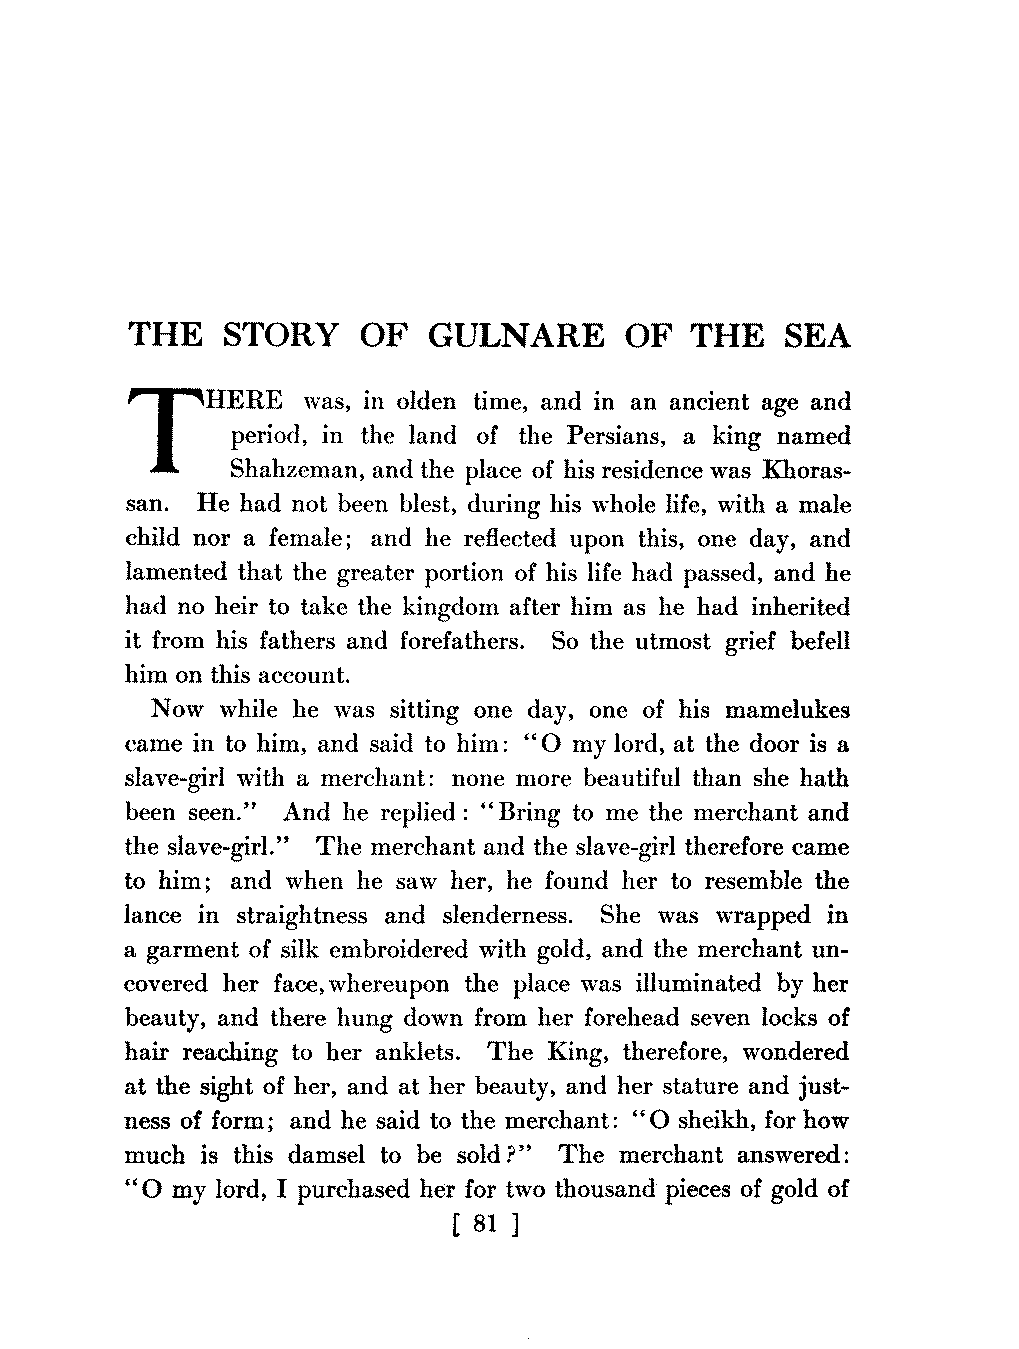 THE STORY OF GULNARE OF THE SEA
THERE was, in olden time, and in an ancient age and
period, in the land of the Persians, a king named
Shahzeman, and the place of his residence was Khoras-
san. He had not been blest, during his whole life, with a male
child nor a female; and he reflected upon this, one day, and
lamented that the greater portion of his life had passed, and he
had no heir to take the kingdom after him as he had inherited
it from his fathers and forefathers. So the utmost grief befell
him on this account.
Now while he was sitting one day, one of his mamelukes
came in to him, and said to him: "O my lord, at the door is a
slave-girl with a merchant: none more beautiful than she hath
been seen." And he replied: "Bring to me the merchant and
the slave-girl." The merchant and the slave-girl therefore came
to him; and when he saw her, he found her to resemble the
lance in straightness and slenderness. She was wrapped in
a garment of silk embroidered with gold, and the merchant un-
covered her face, whereupon the place was illuminated by her
beauty, and there hung down from her forehead seven locks of
hair reaching to her anklets. The King, therefore, wondered
at the sight of her, and at her beauty, and her stature and just-
ness of form; and he said to the merchant: "O sheikh, for how
much is this damsel to be sold?" The merchant answered:
"O my lord, I purchased her for two thousand pieces of gold of
[ 81 ]